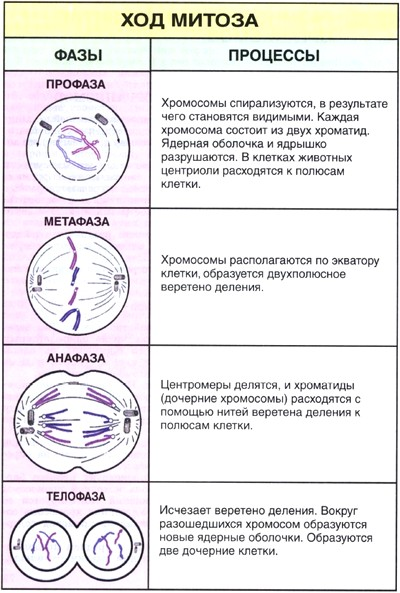 ХОД МИТОЗА
ФАЗЫ
ПРОЦЕССЫ
ПРОФАЗА
Хромосомы спирализуются, в результате
чего становятся видимыми. Каждая
хромосома состоит из двух хроматид.
Ядерная оболочка и ядрышко
разрушаются. В клетках животных
центриоли расходятся к полюсам
клетки.
МЕТАФАЗА
Хромосомы располагаются по экватору
клетки, образуется двухполюсное
веретено деления.
АНАФАЗА
Центромеры делятся, и хроматиды
(дочерние хромосомы) расходятся с
помощью нитей веретена деления к
полюсам клетки.
ТЕЛОФАЗА
Исчезает веретено деления. Вокруг
разошедшихся хромосом образуются
новые ядерные оболочки. Образуются
две дочерние клетки.